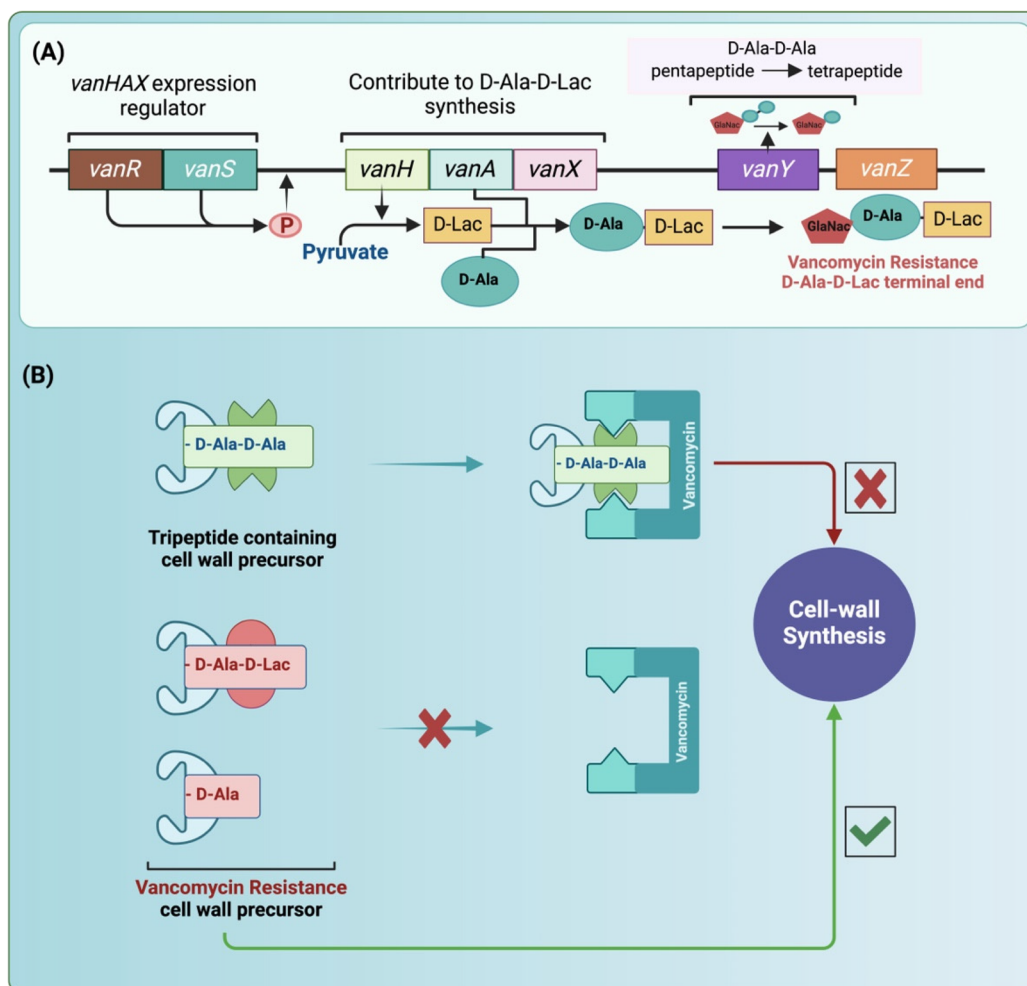 (A)
vanHAX expression
regulator
Contribute to D-Ala-D-Lac
synthesis
D-Ala-D-Ala
pentapeptide tetrapeptide
GlaNac GlaNac
vanR vanS vanH vanA vanX vanY vanZ
P
Pyruvate
D-Lac
D-Ala
D-Ala
D-Lac
GlaNac
D-Ala
D-Lac
Vancomycin Resistance
D-Ala-D-Lac terminal end
(B)
- D-Ala-D-Ala
Tripeptide containing
cell wall precursor
- D-Ala-D-Ala
Vancomycin
Cell-wall
Synthesis
- D-Ala-D-Lac
Vancomycin
- D-Ala
Vancomycin Resistance
cell wall precursor